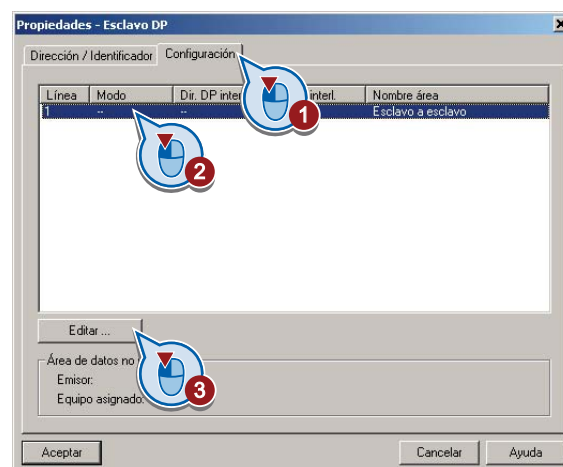 Propiedades - Esclavo DP
Dirección / Identificador Configuración
Línea Modo Dir. DP interl. Nombre área
1 -- -- Esclavo a esclavo
1
2
Editar ...
3
Área de datos no
Emisor:
Equipo asignado:
Aceptar Cancelar Ayuda